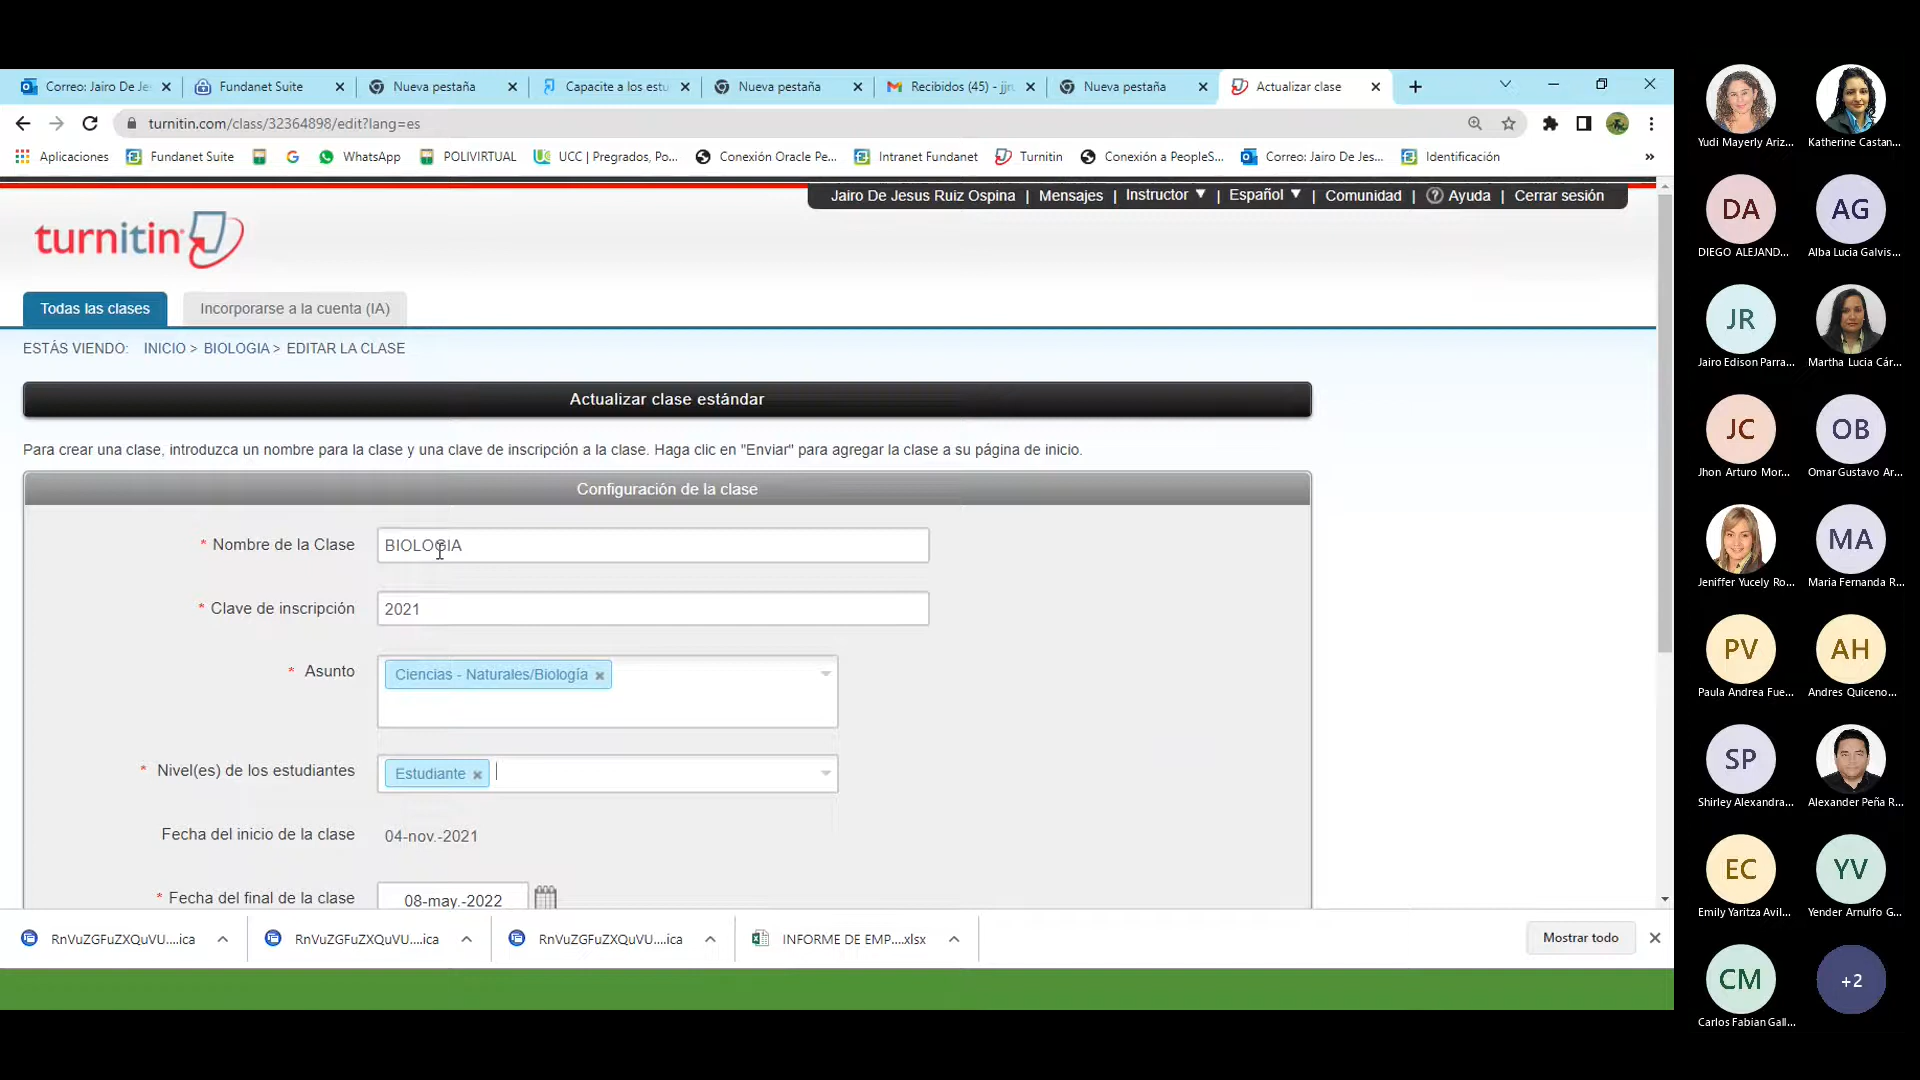 Correo: Jairo De Je
Fundanet Suite
Nueva pestaña
Capacite a los estu
Nueva pestaña
Recibidos (45) - jjru
Nueva pestaña
Actualizar clase
turnitin.com/class/32364898/edit?lang=es
Aplicaciones
Fundanet Suite
WhatsApp
POLIVIRTUAL
UCC | Pregrados, Po...
Conexión Oracle Pe...
Intranet Fundanet
Turnitin
Conexión a PeopleS...
Correo: Jairo De Jes...
Identificación
»
Jairo De Jesus Ruiz Ospina | Mensajes | Instructor ▼ | Español ▼ | Comunidad | ? Ayuda | Cerrar sesión
turnitin
Todas las clases
Incorporarse a la cuenta (IA)
ESTÁS VIENDO: INICIO > BIOLOGIA > EDITAR LA CLASE
Actualizar clase estándar
Para crear una clase, introduzca un nombre para la clase y una clave de inscripción a la clase. Haga clic en "Enviar" para agregar la clase a su página de inicio.
Configuración de la clase
* Nombre de la Clase BIOLOGIA
* Clave de inscripción 2021
* Asunto Ciencias - Naturales/Biología ×
* Nivel(es) de los estudiantes Estudiante ×
Fecha del inicio de la clase 04-nov.-2021
* Fecha del final de la clase 08-may.-2022
RnVuZGFuZXQuVU....ica
RnVuZGFuZXQuVU....ica
RnVuZGFuZXQuVU....ica
INFORME DE EMP....xlsx
Mostrar todo
Yudi Mayerly Ariz...
Katherine Castan...
DA
DIEGO ALEJAND...
AG
Alba Lucia Galvis...
JR
Jairo Edison Parra...
Martha Lucia Cár...
JC
Jhon Arturo Mor...
OB
Omar Gustavo Ar...
Jeniffer Yucely Ro...
MA
Maria Fernanda R...
PV
Paula Andrea Fue...
AH
Andres Quiceno...
SP
Shirley Alexandra...
Alexander Peña R...
EC
Emily Yaritza Avil...
YV
Yender Arnulfo G...
CM
Carlos Fabian Gall...
+2